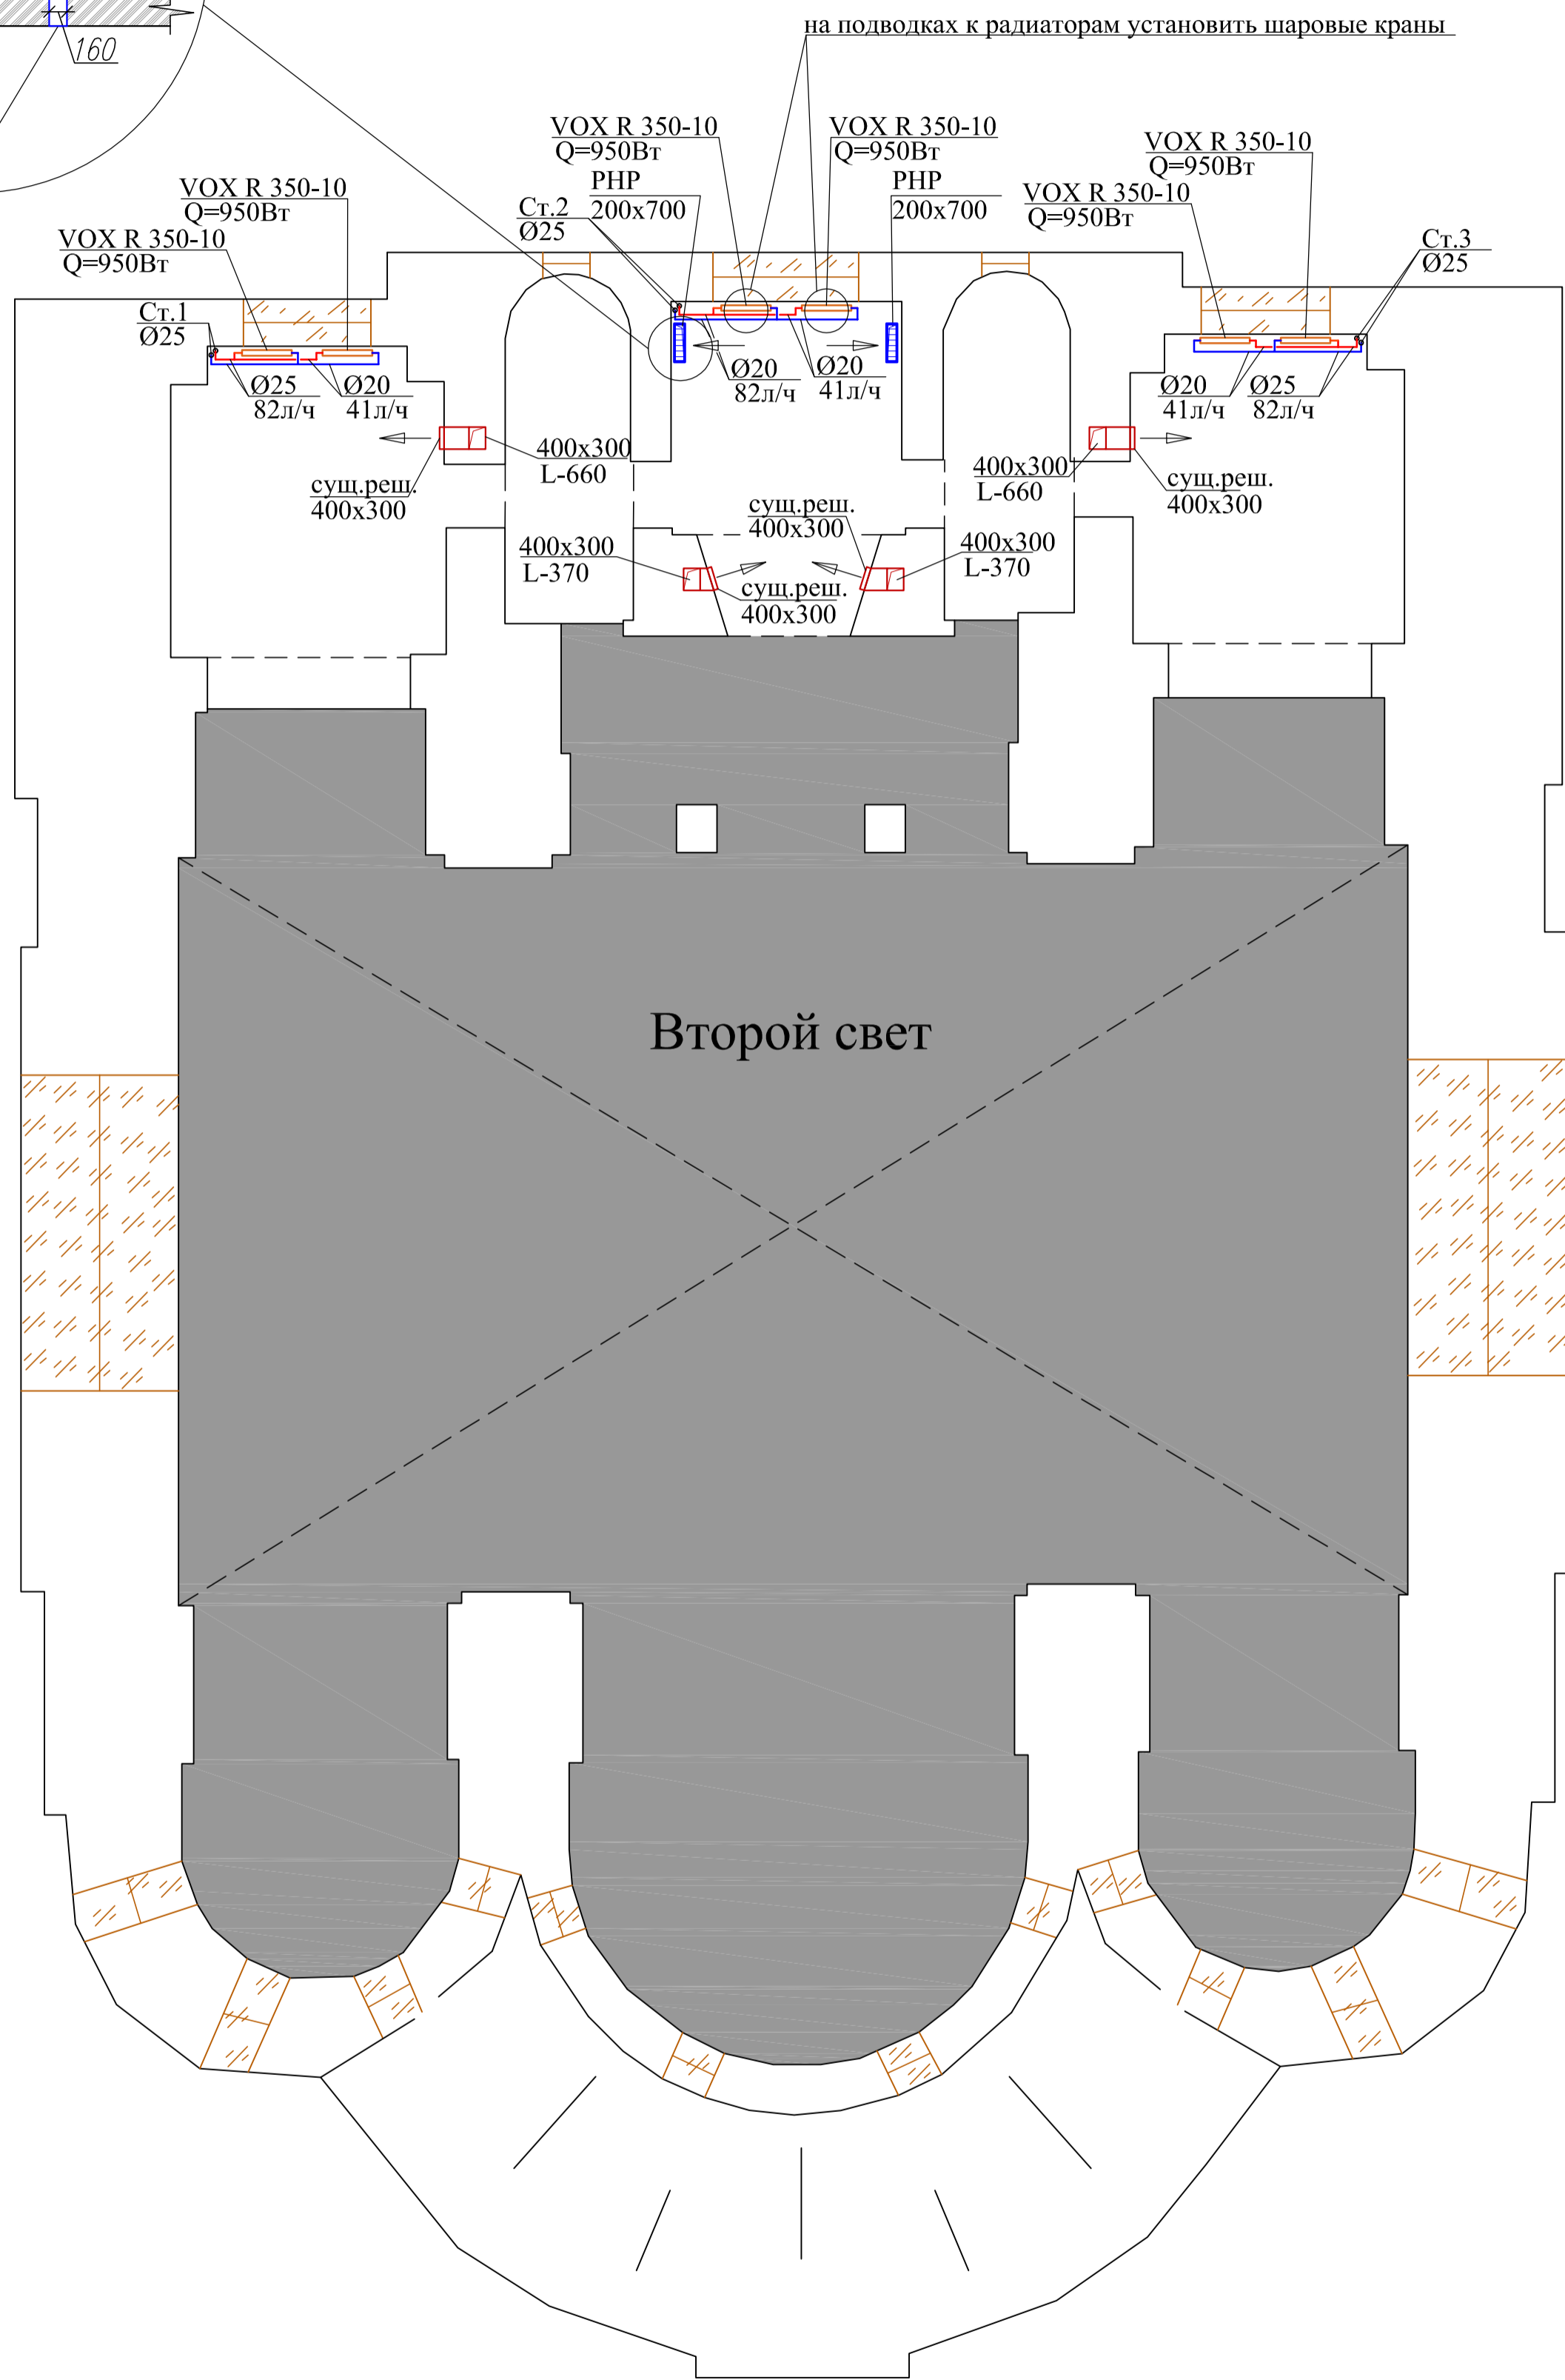 160
на подводках к радиаторам установить шаровые краны
VOX R 350-10
Q=950Вт
VOX R 350-10
Q=950Вт
VOX R 350-10
Q=950Вт
VOX R 350-10
Q=950Вт
VOX R 350-10
Q=950Вт
VOX R 350-10
Q=950Вт
РНР
200x700
РНР
200x700
Ст.2
Ø25
Ст.3
Ø25
Ст.1
Ø25
Ø25
82л/ч
Ø20
41л/ч
Ø20
82л/ч
Ø20
41л/ч
Ø20
41л/ч
Ø25
82л/ч
400x300
L-660
сущ.реш.
400x300
400x300
L-660
сущ.реш.
400x300
сущ.реш.
400x300
400x300
L-370
400x300
L-370
сущ.реш.
400x300
Второй свет